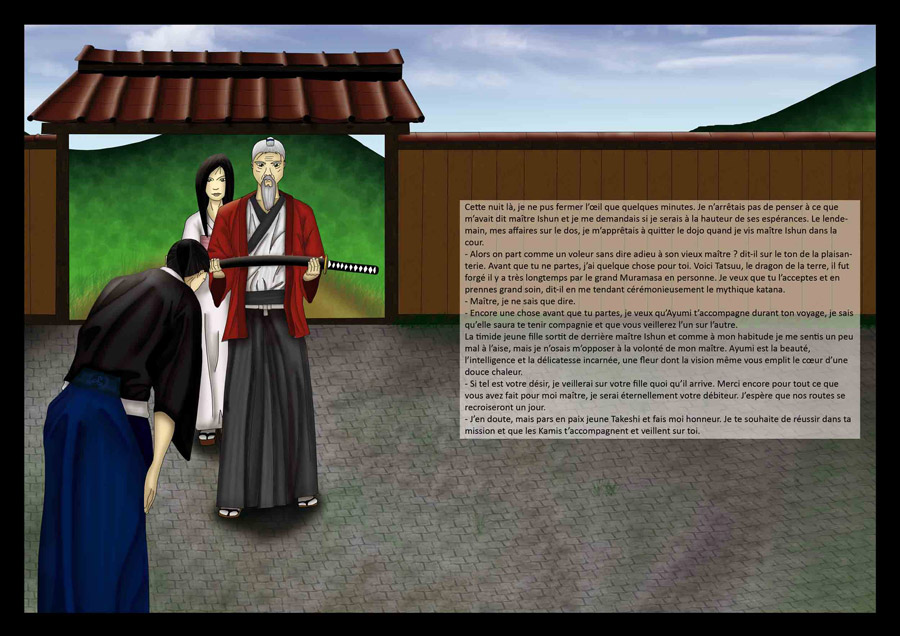 Cette nuit là, je ne pus fermer l'œil que quelques minutes. Je n'arrêtais pas de penser à ce que
m'avait dit maître Ishun et je me demandais si je serais à la hauteur de ses espérances. Le lende-
main, mes affaires sur le dos, je m'apprêtais à quitter le dojo quand je vis maître Ishun dans la
cour.
- Alors on part comme un voleur sans dire adieu à son vieux maître ? dit-il sur le ton de la plaisan-
terie. Avant que tu ne partes, j'ai quelque chose pour toi. Voici Tatsuu, le dragon de la terre, il fut
forgé il y a très longtemps par le grand Muramasa en personne. Je veux que tu l'acceptes et en
prennes grand soin, dit-il en me tendant cérémonieusement le mythique katana.
- Maître, je ne sais que dire.
- Encore une chose avant que tu partes, je veux qu'Ayumi t'accompagne durant ton voyage, je sais
qu'elle saura te tenir compagnie et que vous veillerez l'un sur l'autre.
La timide jeune fille sortit de derrière maître Ishun et comme à mon habitude je me sentis un peu
mal à l'aise, mais je n'osais m'opposer à la volonté de mon maître. Ayumi est la beauté,
l'intelligence et la délicatesse incarnée, une fleur dont la vision même vous emplit le cœur d'une
douce chaleur.
- Si tel est votre désir, je veillerai sur votre fille quoi qu'il arrive. Merci encore pour tout ce que
vous avez fait pour moi maître, je serai éternellement votre débiteur. J'espère que nos routes se
recroiseront un jour.
- J'en doute, mais pars en paix jeune Takeshi et fais moi honneur. Je te souhaite de réussir dans ta
mission et que les Kamis t'accompagnent et veillent sur toi.